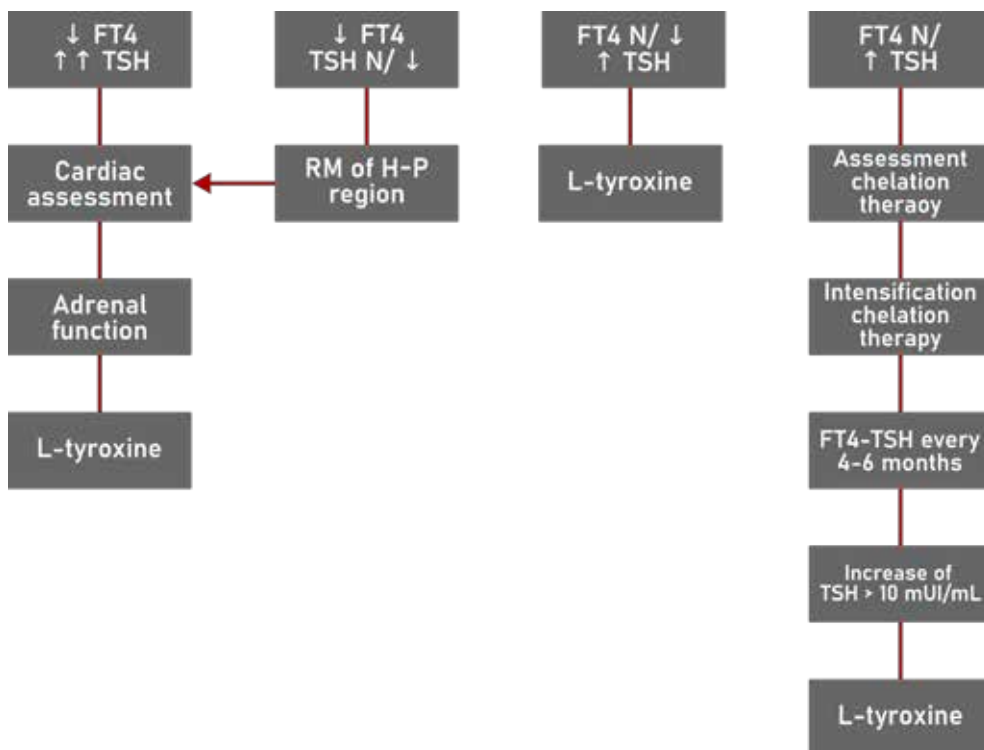 ↓ FT4
↑ ↑ TSH
↓ FT4
TSH N/ ↓
FT4 N/ ↓
↑ TSH
FT4 N/
↑ TSH
Cardiac
assessment
RM of H-P
region
L-tyroxine
Assessment
chelation
theraoy
Adrenal
function
Intensification
chelation
therapy
L-tyroxine
FT4-TSH every
4-6 months
Increase of
TSH > 10 mUI/mL
L-tyroxine